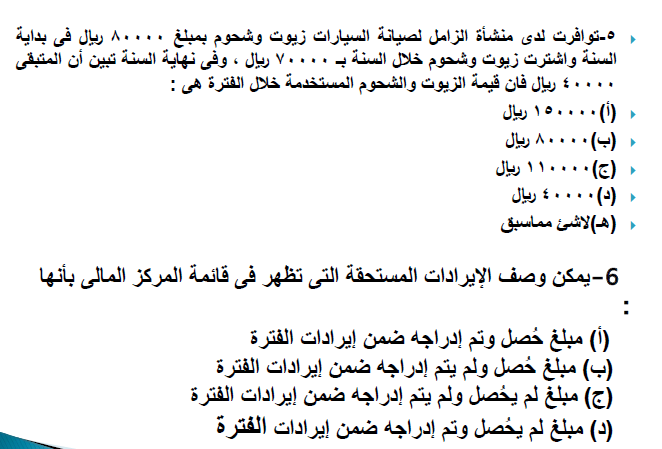 ٥-توافرت لدى منشأة الزامل لصيانة السيارات زيوت وشحوم بمبلغ ٨٠٠٠٠ ريال فى بداية
السنة واشترت زيوت وشحوم خلال السنة بـ ٧٠٠٠٠ ريال ، وفى نهاية السنة تبين أن المتبقى
٤٠٠٠٠ ريال فان قيمة الزيوت والشحوم المستخدمة خلال الفترة هى :
(أ)١٥٠٠٠٠ ريال
(ب)٨٠٠٠٠ ريال
(ج)١١٠٠٠٠ ريال
(د)٤٠٠٠٠ ريال
(هـ)لاشئ مماسبق
6-يمكن وصف الإيرادات المستحقة التى تظهر فى قائمة المركز المالى بأنها
:
(أ) مبلغ حُصل وتم إدراجه ضمن إيرادات الفترة
(ب) مبلغ حُصل ولم يتم إدراجه ضمن إيرادات الفترة
(ج) مبلغ لم يحُصل ولم يتم إدراجه ضمن إيرادات الفترة
(د) مبلغ لم يحُصل وتم إدراجه ضمن إيرادات الفترة